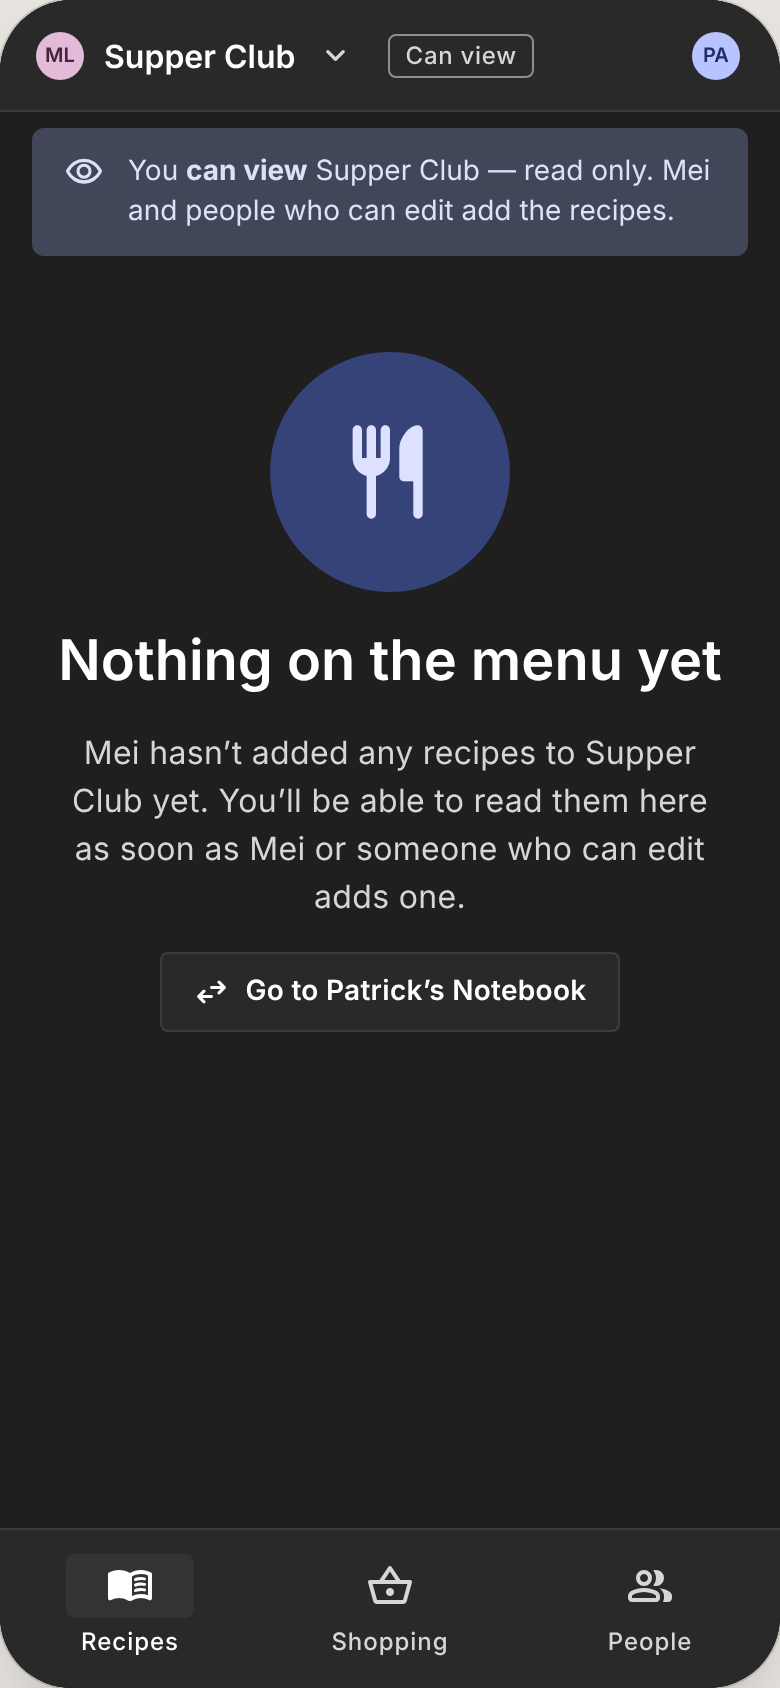 ML Supper Club Can view PA
You can view Supper Club — read only. Mei
and people who can edit add the recipes.
Nothing on the menu yet
Mei hasn’t added any recipes to Supper
Club yet. You’ll be able to read them here
as soon as Mei or someone who can edit
adds one.
Go to Patrick’s Notebook
Recipes Shopping People